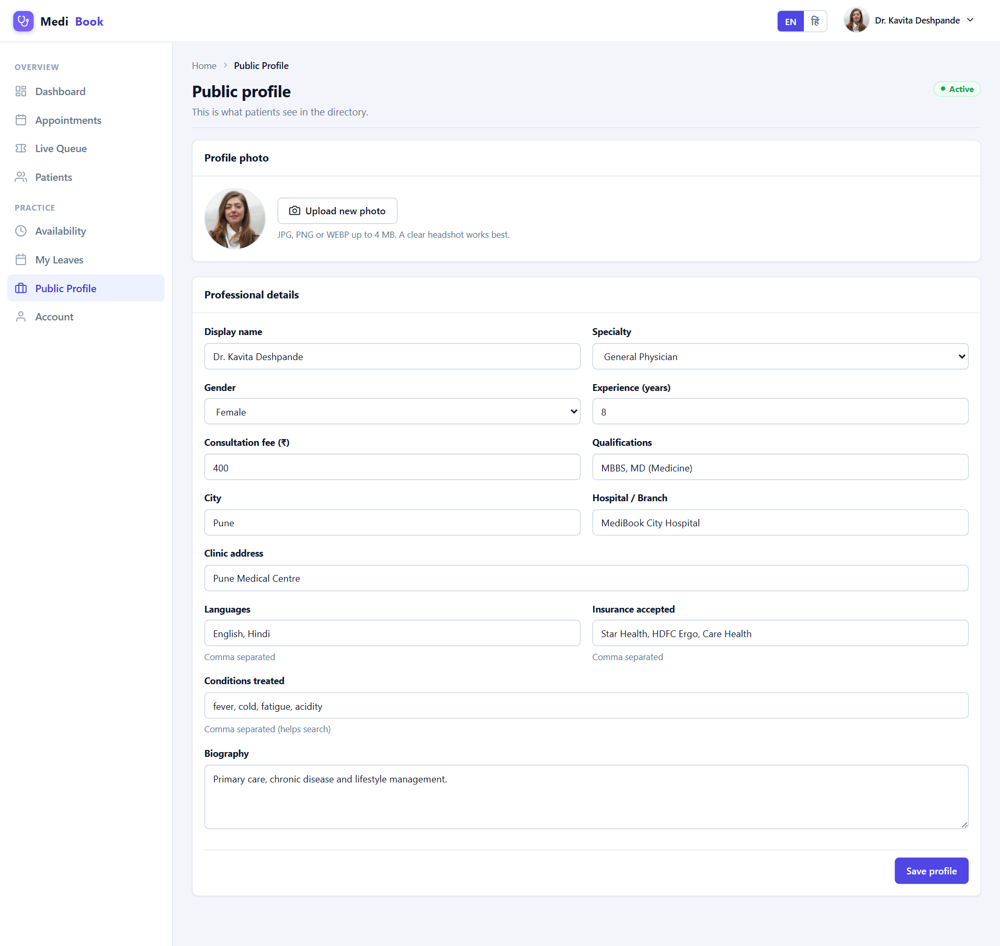 Medi Book
EN
हिं
Dr. Kavita Deshpande
OVERVIEW
Dashboard
Appointments
Live Queue
Patients
PRACTICE
Availability
My Leaves
Public Profile
Account
Home > Public Profile
Public profile
Active
This is what patients see in the directory.
Profile photo
Upload new photo
JPG, PNG or WEBP up to 4 MB. A clear headshot works best.
Professional details
Display name
Dr. Kavita Deshpande
Specialty
General Physician
Gender
Female
Experience (years)
8
Consultation fee (₹)
400
Qualifications
MBBS, MD (Medicine)
City
Pune
Hospital / Branch
MediBook City Hospital
Clinic address
Pune Medical Centre
Languages
English, Hindi
Comma separated
Insurance accepted
Star Health, HDFC Ergo, Care Health
Comma separated
Conditions treated
fever, cold, fatigue, acidity
Comma separated (helps search)
Biography
Primary care, chronic disease and lifestyle management.
Save profile